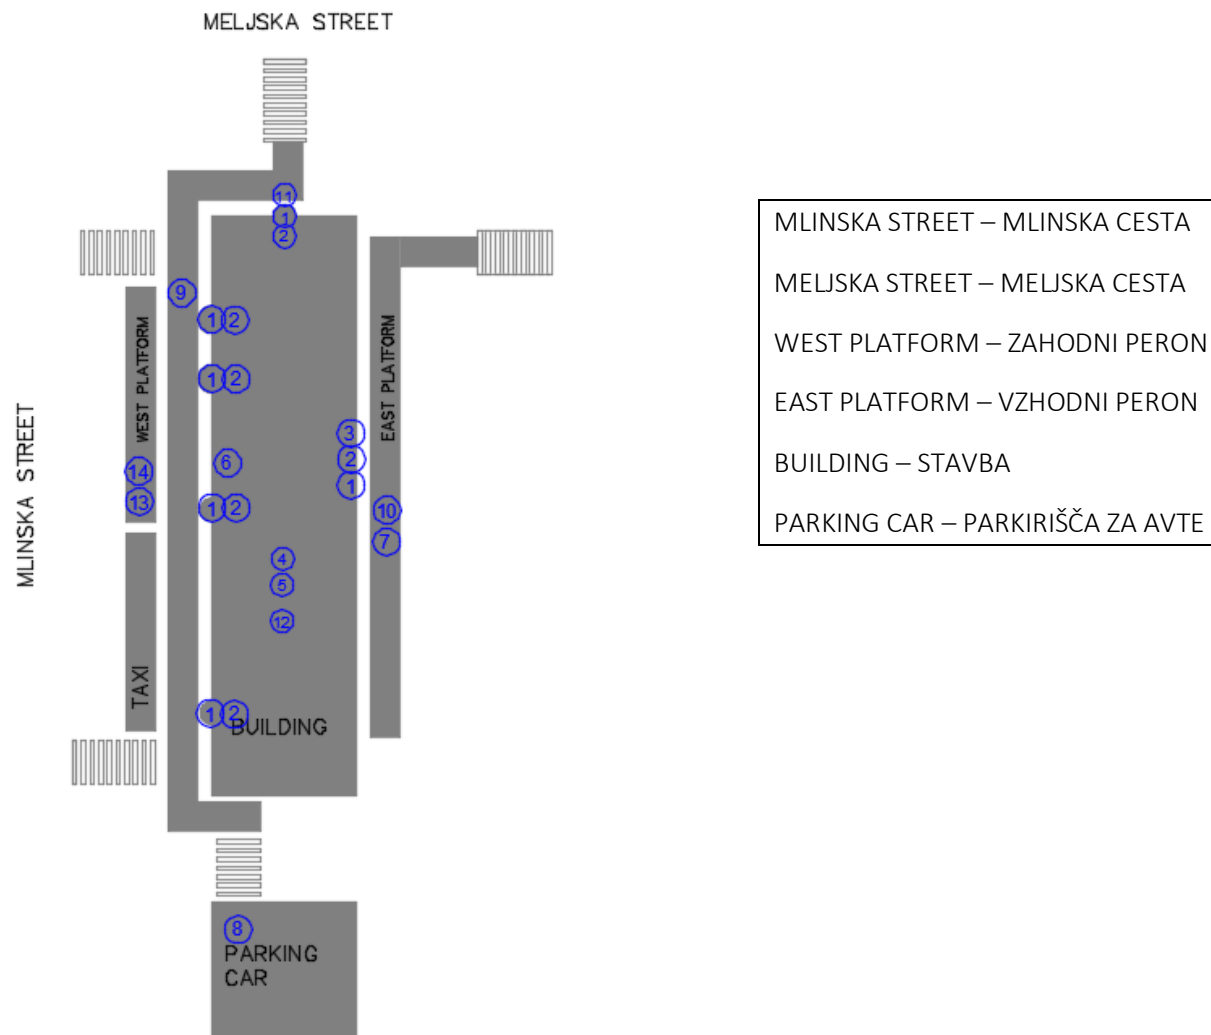 MELJSKA STREET
11
1
2
9
1 2
1 2
WEST PLATFORM
EAST PLATFORM
MLINSKA STREET
3
6
2
14
1
13
1 2
10
7
4
5
12
TAXI
1 2
BUILDING
8
PARKING
CAR
MLINSKA STREET – MLINSKA CESTA
MELJSKA STREET – MELJSKA CESTA
WEST PLATFORM – ZAHODNI PERON
EAST PLATFORM – VZHODNI PERON
BUILDING – STAVBA
PARKING CAR – PARKIRIŠČA ZA AVTE